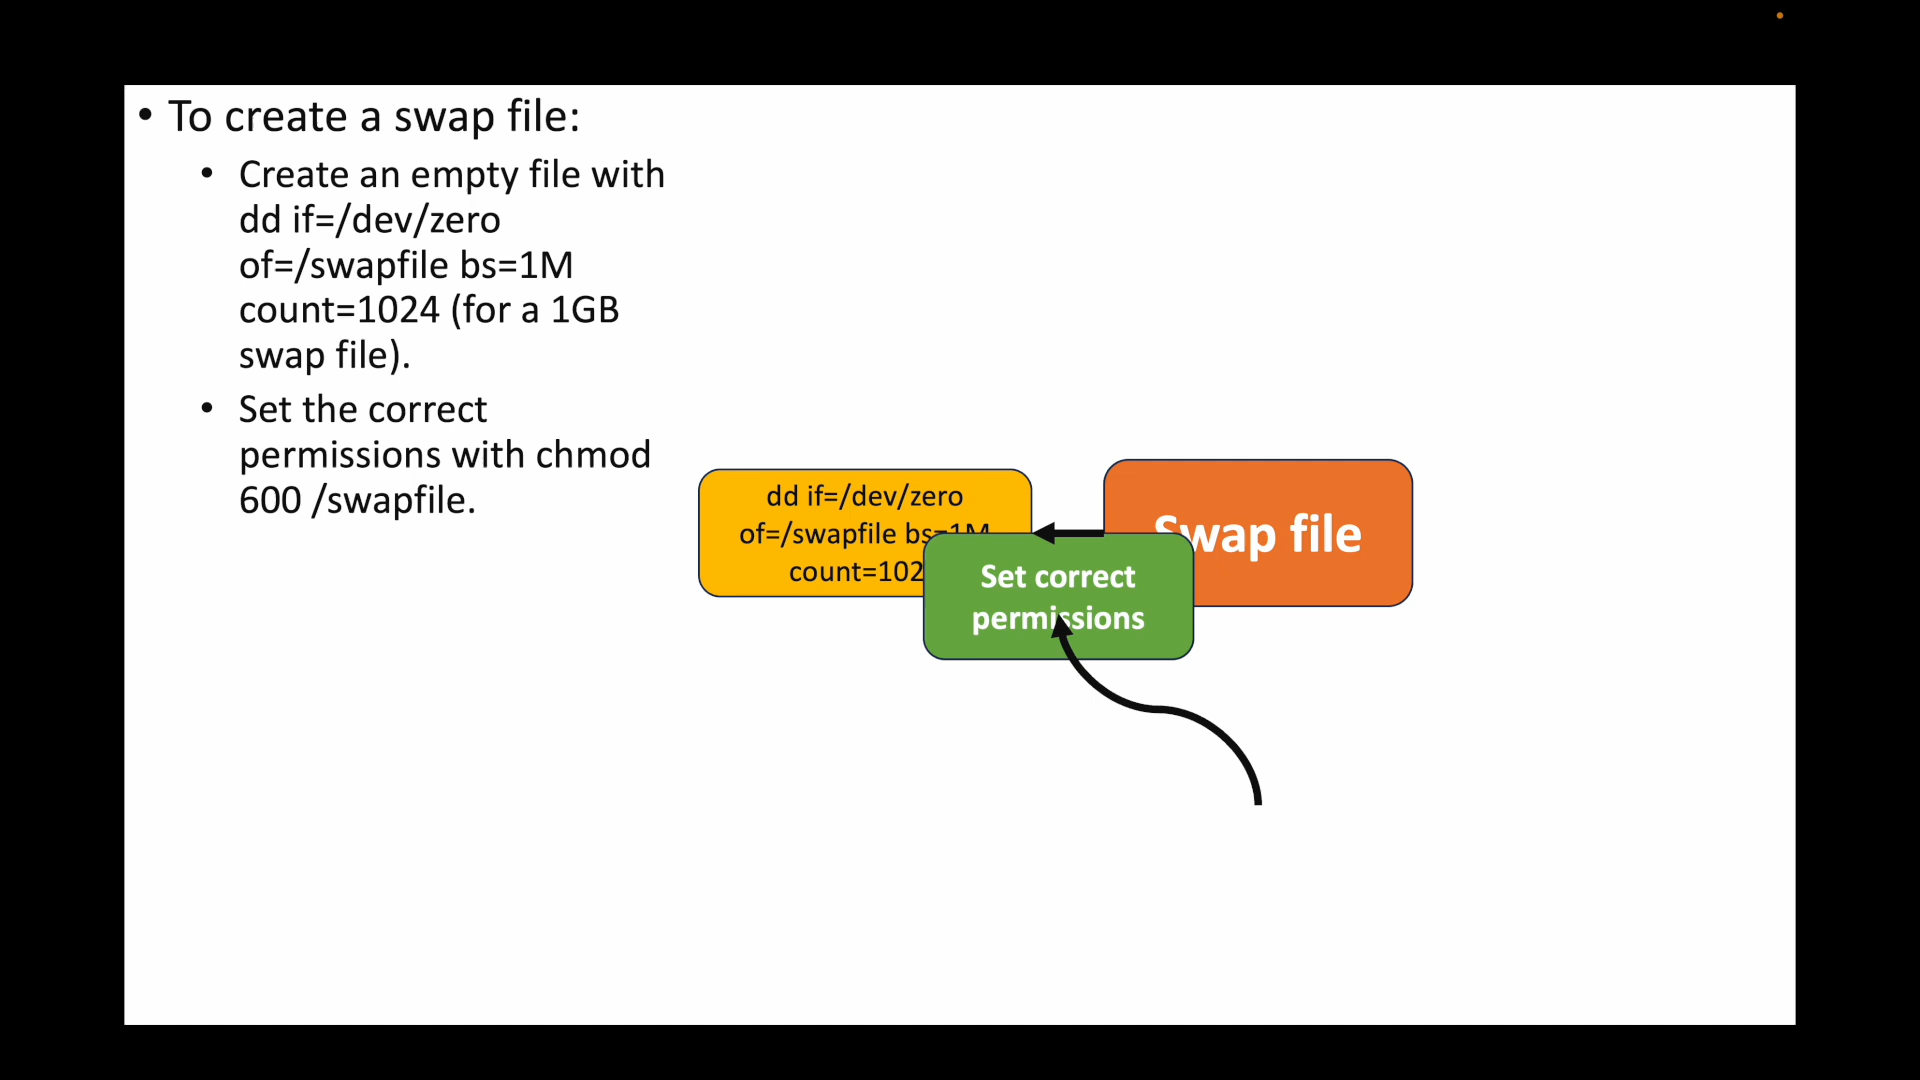 • To create a swap file:
• Create an empty file with
dd if=/dev/zero
of=/swapfile bs=1M
count=1024 (for a 1GB
swap file).
• Set the correct
permissions with chmod
600 /swapfile.
dd if=/dev/zero
of=/swapfile bs=1M
count=102
Swap file
Set correct
permissions